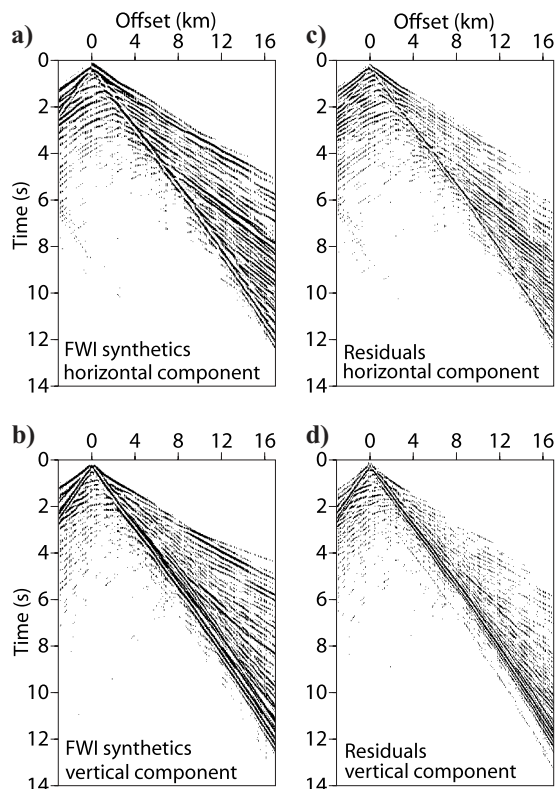 a)
Offset (km)
0 4 8 12 16
0
2
4
6
8
10
12
14
Time (s)
FWI synthetics
horizontal component
c)
Offset (km)
0 4 8 12 16
0
2
4
6
8
10
12
14
Residuals
horizontal component
b)
0 4 8 12 16
0
2
4
6
8
10
12
14
Time (s)
FWI synthetics
vertical component
d)
0 4 8 12 16
0
2
4
6
8
10
12
14
Residuals
vertical component